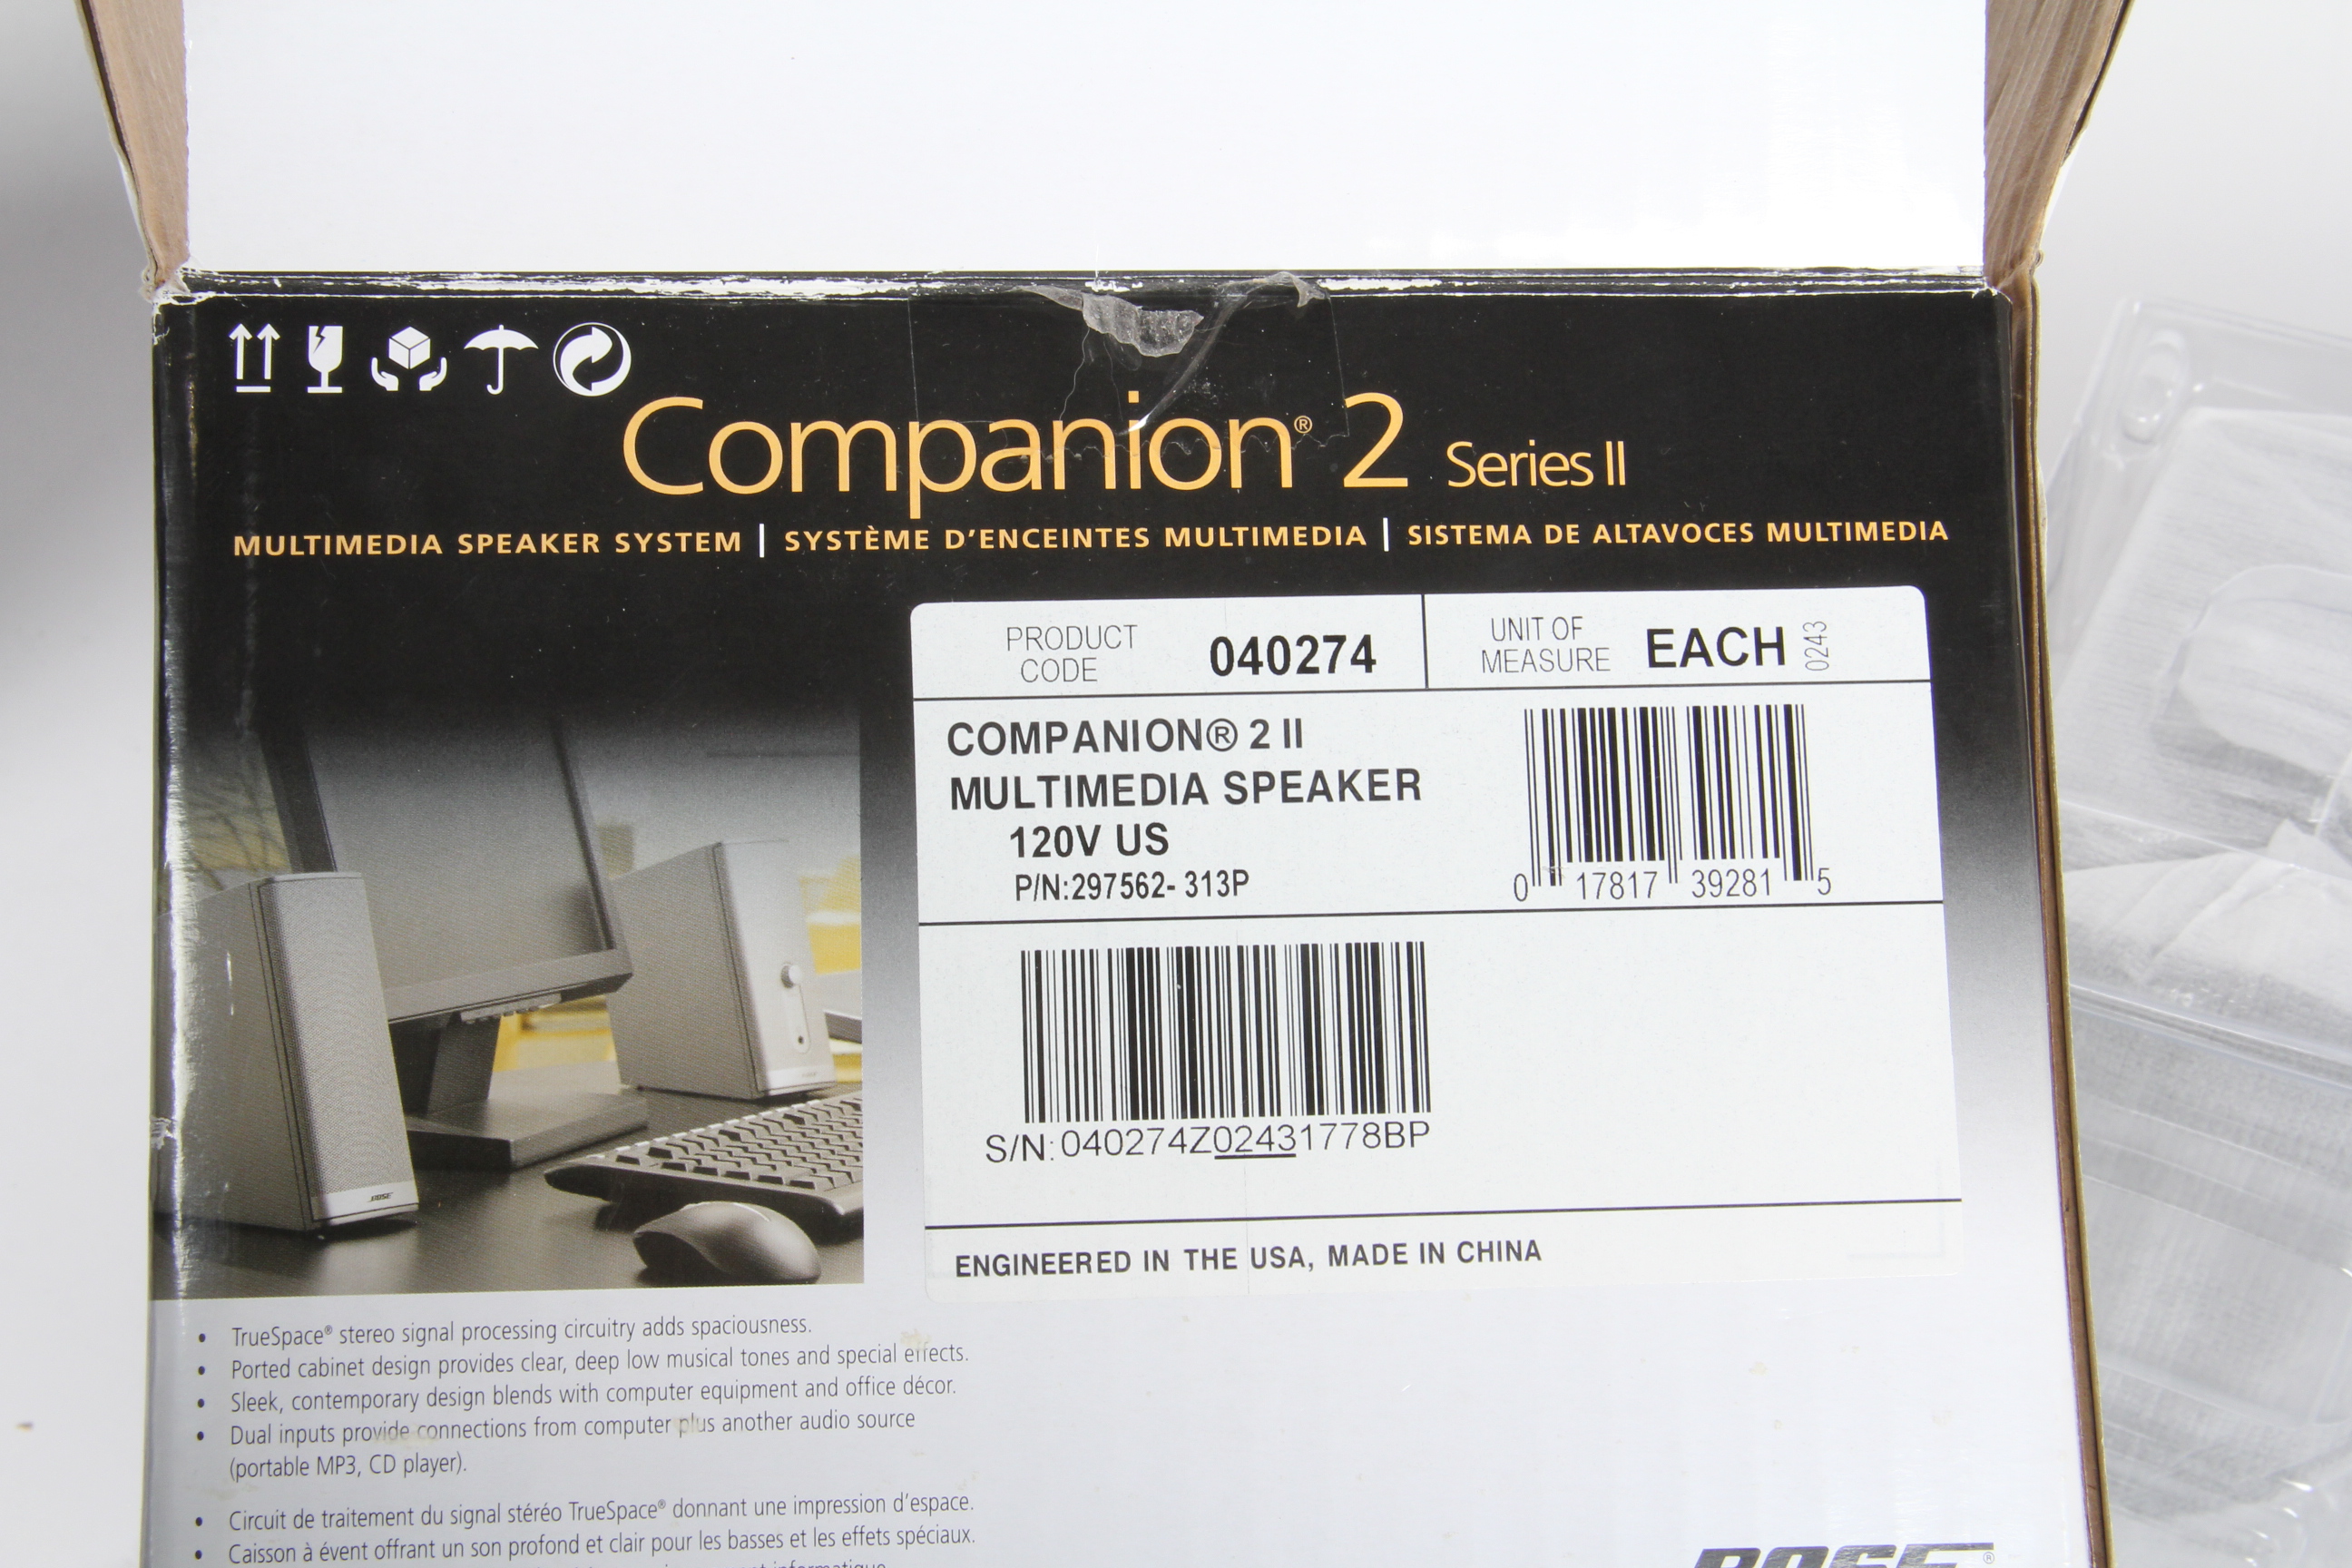 Companion® 2 Series II
MULTIMEDIA SPEAKER SYSTEM | SYSTÈME D'ENCEINTES MULTIMEDIA | SISTEMA DE ALTAVOCES MULTIMEDIA
PRODUCT
CODE
040274
UNIT OF
MEASURE
EACH
0243
COMPANION® 2 II
MULTIMEDIA SPEAKER
120V US
P/N:297562- 313P
0 17817 39281 5
S/N:040274Z02431778BP
ENGINEERED IN THE USA, MADE IN CHINA
BOSE
• TrueSpace® stereo signal processing circuitry adds spaciousness.
• Ported cabinet design provides clear, deep low musical tones and special effects.
• Sleek, contemporary design blends with computer equipment and office décor.
• Dual inputs provide connections from computer plus another audio source
(portable MP3, CD player).
• Circuit de traitement du signal stéréo TrueSpace® donnant une impression d'espace.
• Caisson à évent offrant un son profond et clair pour les basses et les effets spéciaux.
informatique
BOSE®